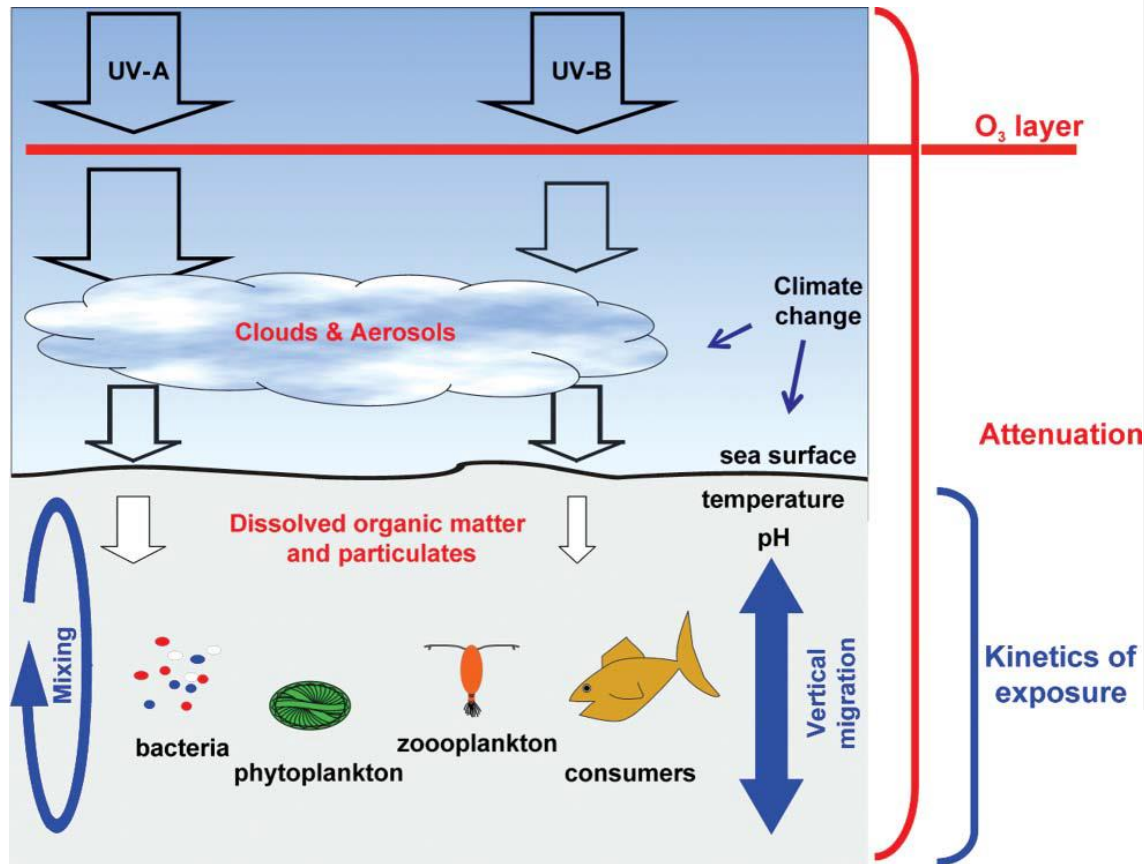 UV-A
UV-B
O₃ layer
Climate
change
Clouds & Aerosols
Attenuation
sea surface
temperature
pH
Dissolved organic matter
and particulates
Mixing
Vertical
migration
Kinetics of
exposure
bacteria
phytoplankton
zoooplankton
consumers